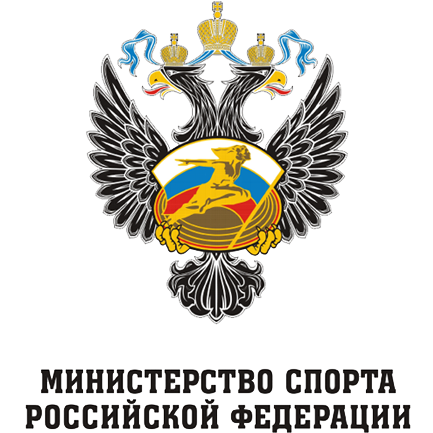 МИНИСТЕРСТВО СПОРТА
РОССИЙСКОЙ ФЕДЕРАЦИИ